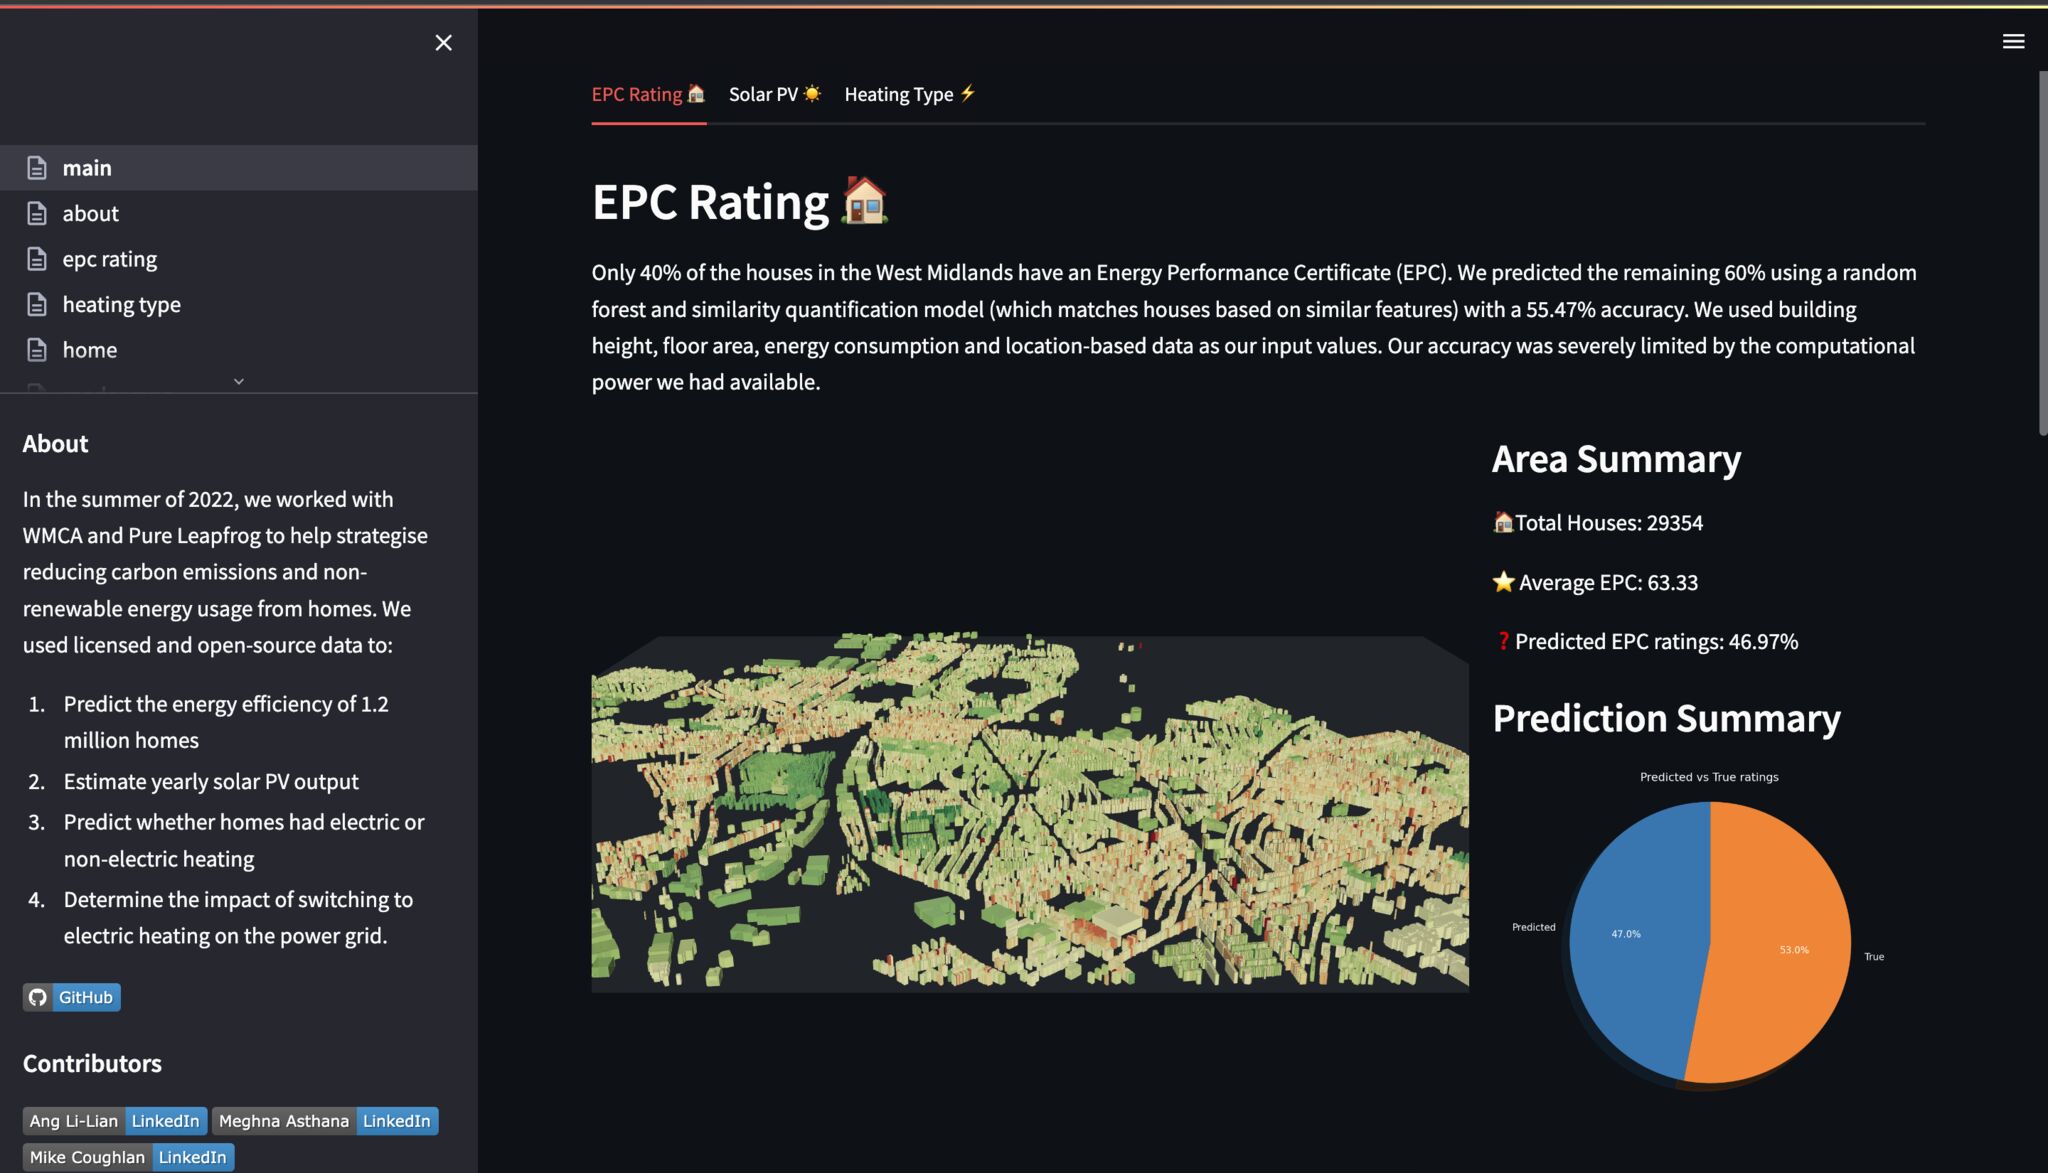 main
about
epc rating
heating type
home
About
In the summer of 2022, we worked with
WMCA and Pure Leapfrog to help strategise
reducing carbon emissions and non-
renewable energy usage from homes. We
used licensed and open-source data to:
1. Predict the energy efficiency of 1.2
million homes
2. Estimate yearly solar PV output
3. Predict whether homes had electric or
non-electric heating
4. Determine the impact of switching to
electric heating on the power grid.
GitHub
Contributors
Ang Li-Lian LinkedIn Meghna Asthana LinkedIn
Mike Coughlan LinkedIn
EPC Rating 🏠 Solar PV ☀️ Heating Type ⚡
EPC Rating 🏠
Only 40% of the houses in the West Midlands have an Energy Performance Certificate (EPC). We predicted the remaining 60% using a random
forest and similarity quantification model (which matches houses based on similar features) with a 55.47% accuracy. We used building
height, floor area, energy consumption and location-based data as our input values. Our accuracy was severely limited by the computational
power we had available.
Area Summary
🏠Total Houses: 29354
⭐ Average EPC: 63.33
❓Predicted EPC ratings: 46.97%
Prediction Summary
Predicted vs True ratings
Predicted
47.0%
53.0%
True